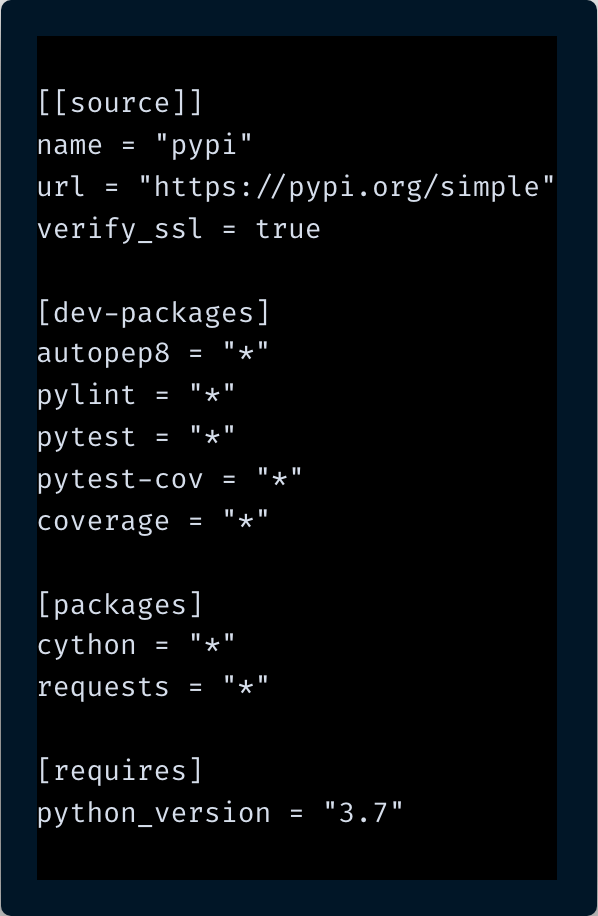 [[source]]
name = "pypi"
url = "https://pypi.org/simple"
verify_ssl = true

[dev-packages]
autopep8 = "*"
pylint = "*"
pytest = "*"
pytest-cov = "*"
coverage = "*"

[packages]
cython = "*"
requests = "*"

[requires]
python_version = "3.7"